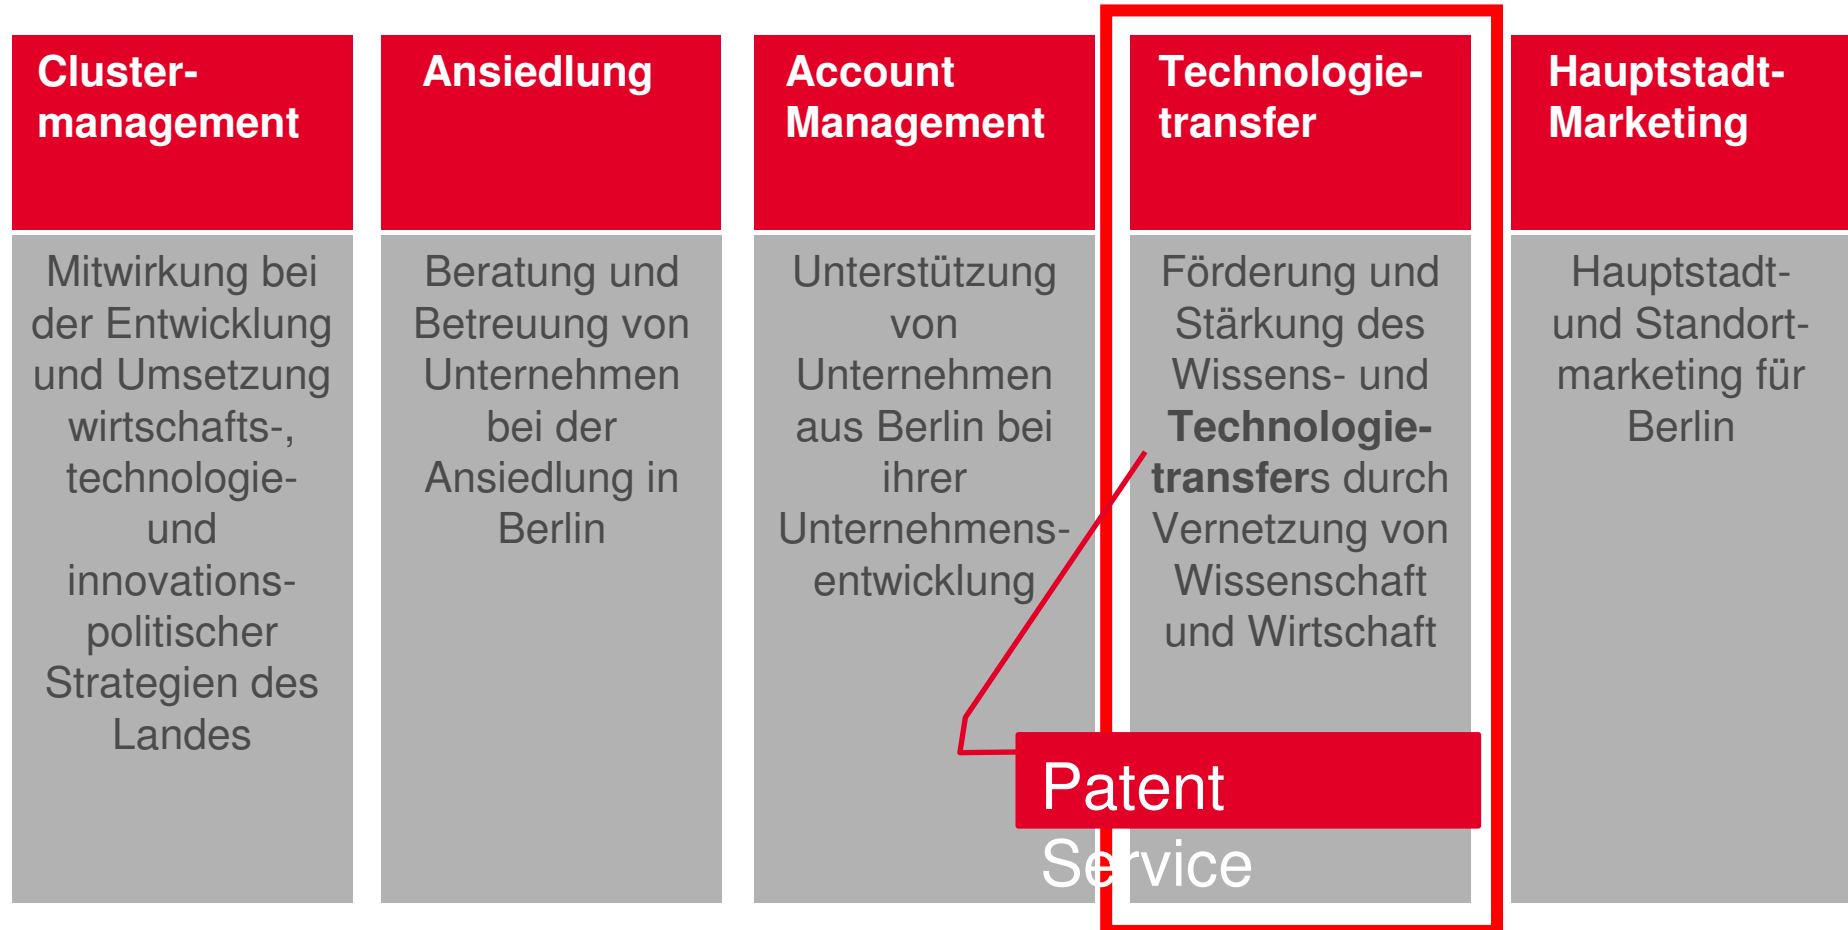 Cluster-
management
Ansiedlung
Account
Management
Technologie-
transfer
Hauptstadt-
Marketing
Mitwirkung bei
der Entwicklung
und Umsetzung
wirtschafts-,
technologie-
und
innovations-
politischer
Strategien des
Landes
Beratung und
Betreuung von
Unternehmen
bei der
Ansiedlung in
Berlin
Unterstützung
von
Unternehmen
aus Berlin bei
ihrer
Unternehmens-
entwicklung
Förderung und
Stärkung des
Wissens- und
Technologie-
transfers durch
Vernetzung von
Wissenschaft
und Wirtschaft
Hauptstadt-
und Standort-
marketing für
Berlin
Patent
Service